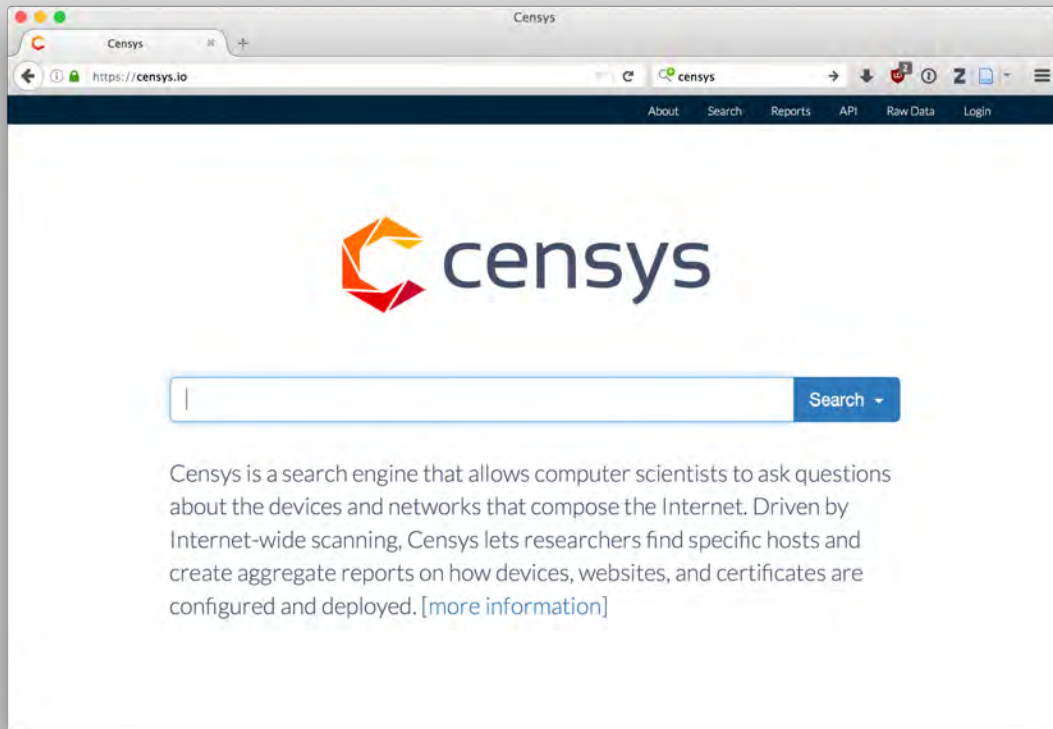 Censys
Censys
https://censys.io
censys
2
About Search Reports API Raw Data Login
censys
Search
Censys is a search engine that allows computer scientists to ask questions
about the devices and networks that compose the Internet. Driven by
Internet-wide scanning, Censys lets researchers find specific hosts and
create aggregate reports on how devices, websites, and certificates are
configured and deployed. [more information]